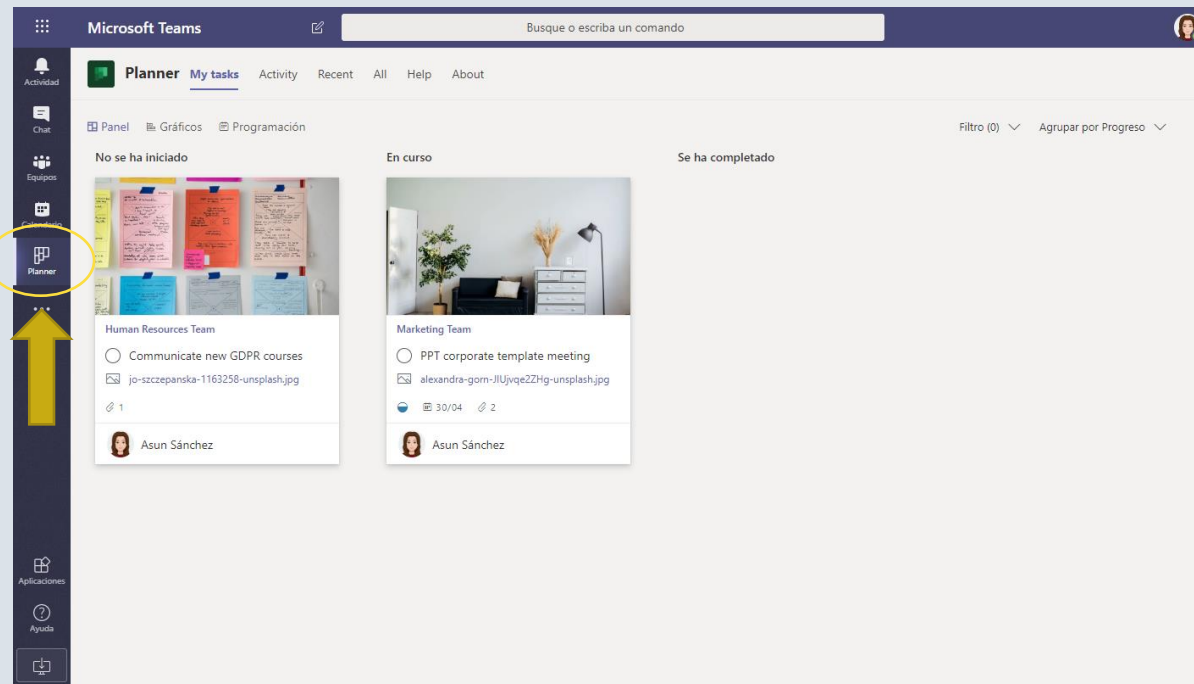 Microsoft Teams
Busque o escriba un comando
Actividad
Chat
Equipos
Calendario
Planner
Aplicaciones
Ayuda
Planner My tasks Activity Recent All Help About
Panel Gráficos Programación
Filtro (0) Agrupar por Progreso
No se ha iniciado
En curso
Se ha completado
Human Resources Team
Communicate new GDPR courses
jo-szczepanska-1163258-unsplash.jpg
1
Asun Sánchez
Marketing Team
PPT corporate template meeting
alexandra-gorn-JIUjvqe2ZHg-unsplash.jpg
30/04 2
Asun Sánchez